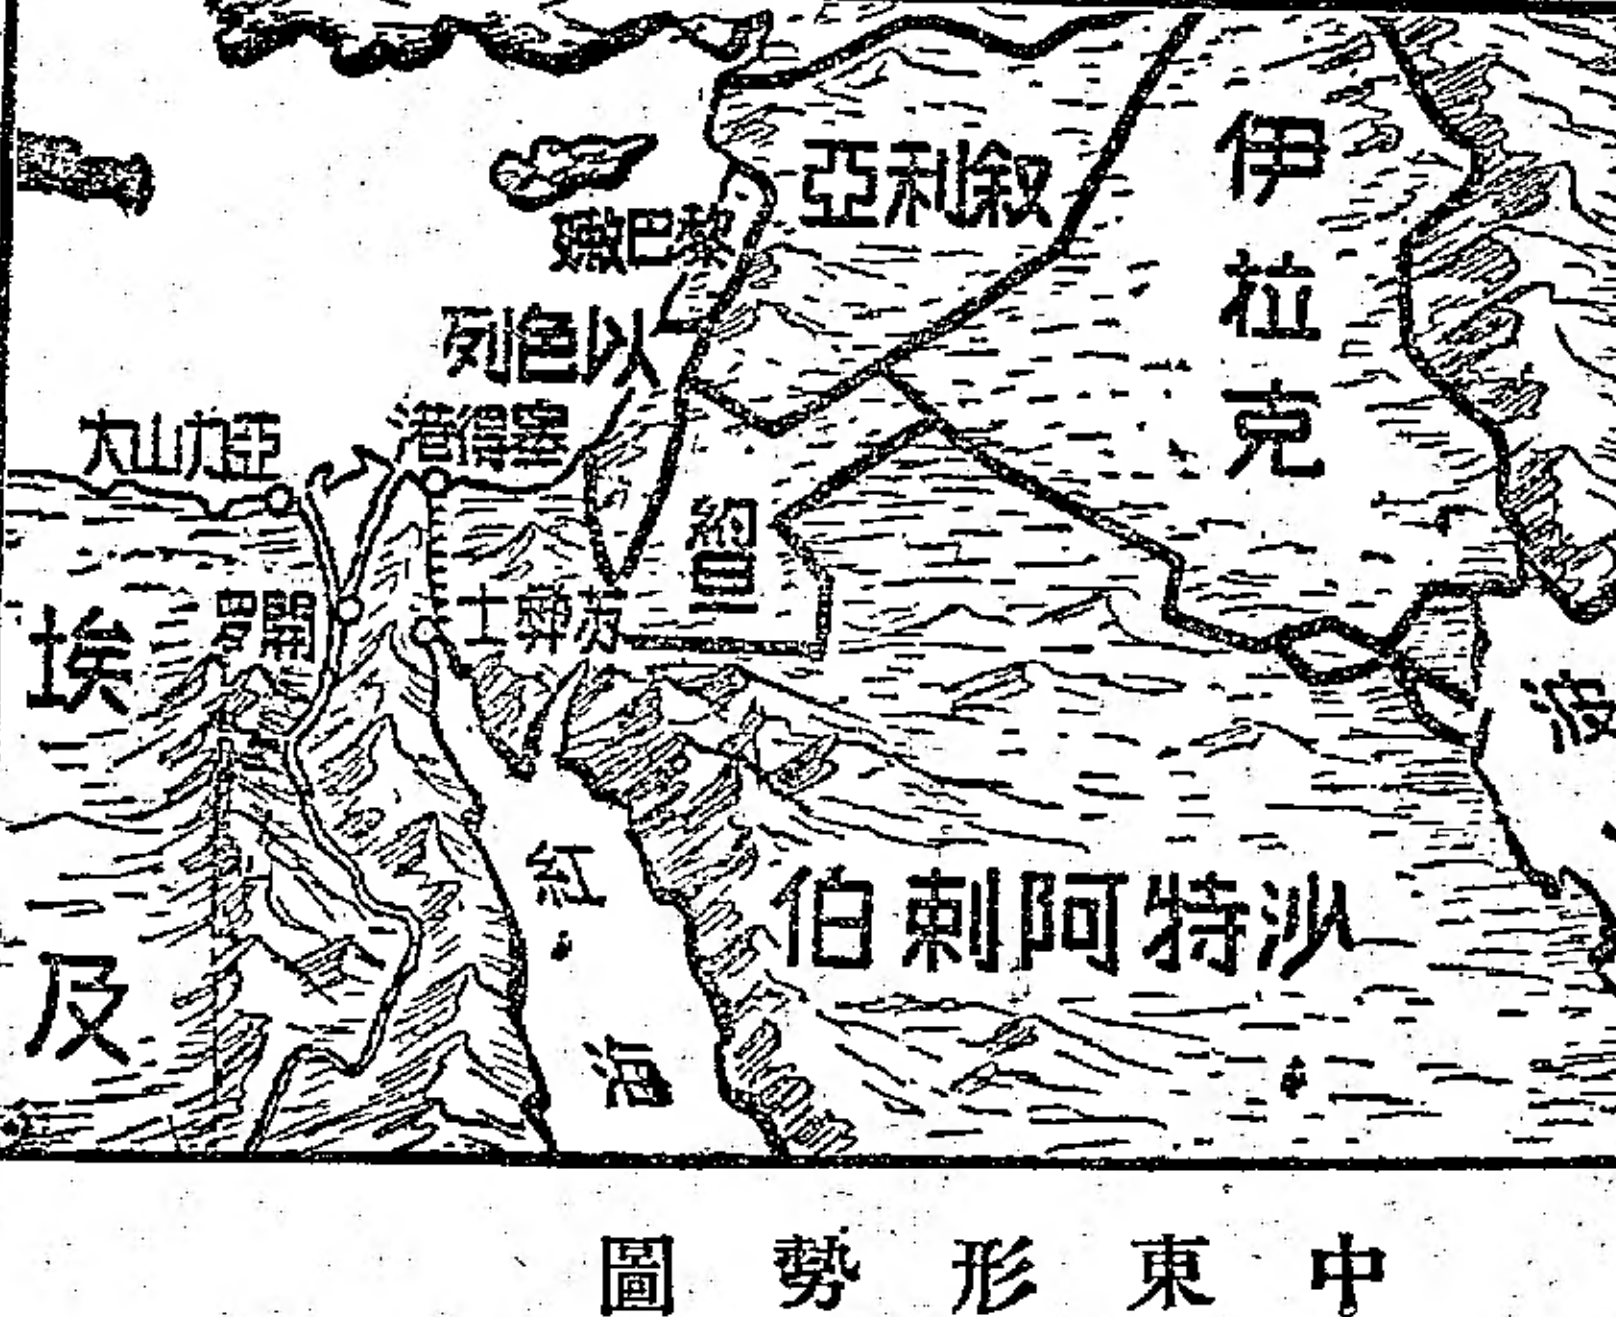 伊拉克
叙利亞
黎巴嫩
以色列
塞得港
亞力山大
約旦
蘇彝士
開罗
埃及
波
紅海
沙特阿剌伯
中東形勢圖